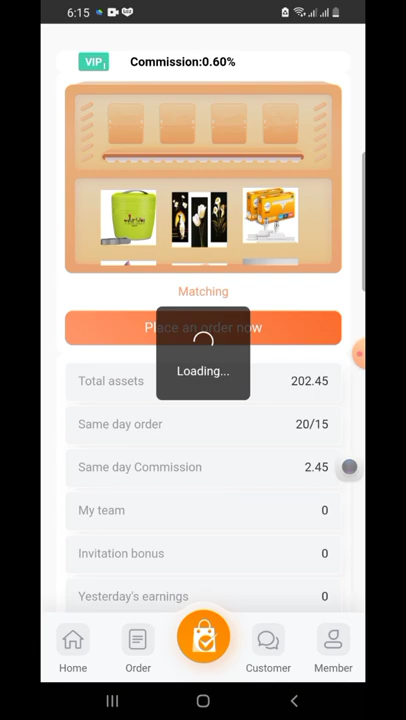 6:15
VIP1
Commission:0.60%
Matching
Place an order now
Loading...
Total assets 202.45
Same day order 20/15
Same day Commission 2.45
My team 0
Invitation bonus 0
Yesterday's earnings 0
Home Order Customer Member